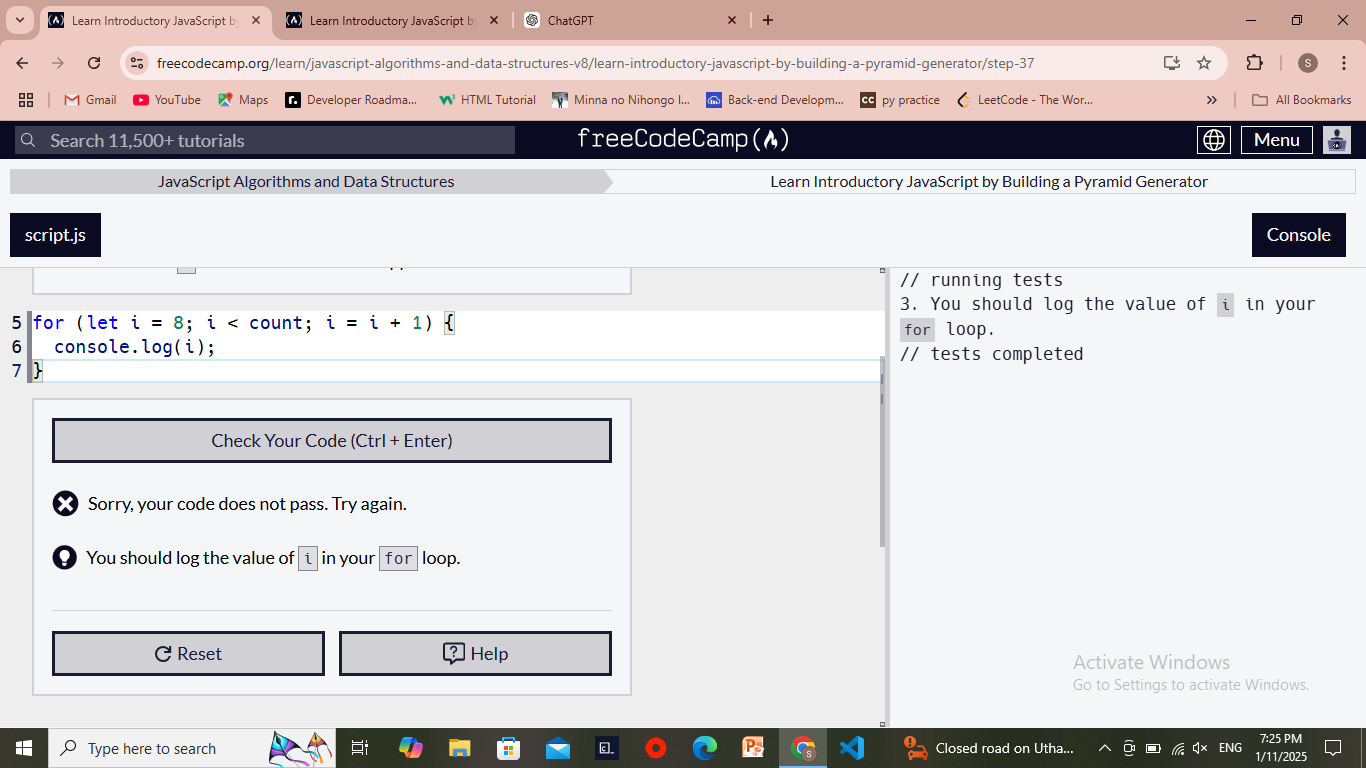 Learn Introductory JavaScript by
Learn Introductory JavaScript by
ChatGPT
freecodecamp.org/learn/javascript-algorithms-and-data-structures-v8/learn-introductory-javascript-by-building-a-pyramid-generator/step-37
S
Gmail
YouTube
Maps
Developer Roadma...
HTML Tutorial
Minna no Nihongo I...
Back-end Developm...
CC py practice
LeetCode - The Wor...
All Bookmarks
Search 11,500+ tutorials
freeCodeCamp
Menu
JavaScript Algorithms and Data Structures
Learn Introductory JavaScript by Building a Pyramid Generator
script.js
Console
5 for (let i = 8; i < count; i = i + 1) {
6 console.log(i);
7 }
Check Your Code (Ctrl + Enter)
Sorry, your code does not pass. Try again.
You should log the value of i in your for loop.
Reset
Help
// running tests
3. You should log the value of i in your
for loop.
// tests completed
Activate Windows
Go to Settings to activate Windows.
Type here to search
Closed road on Utha...
ENG
7:25 PM
1/11/2025